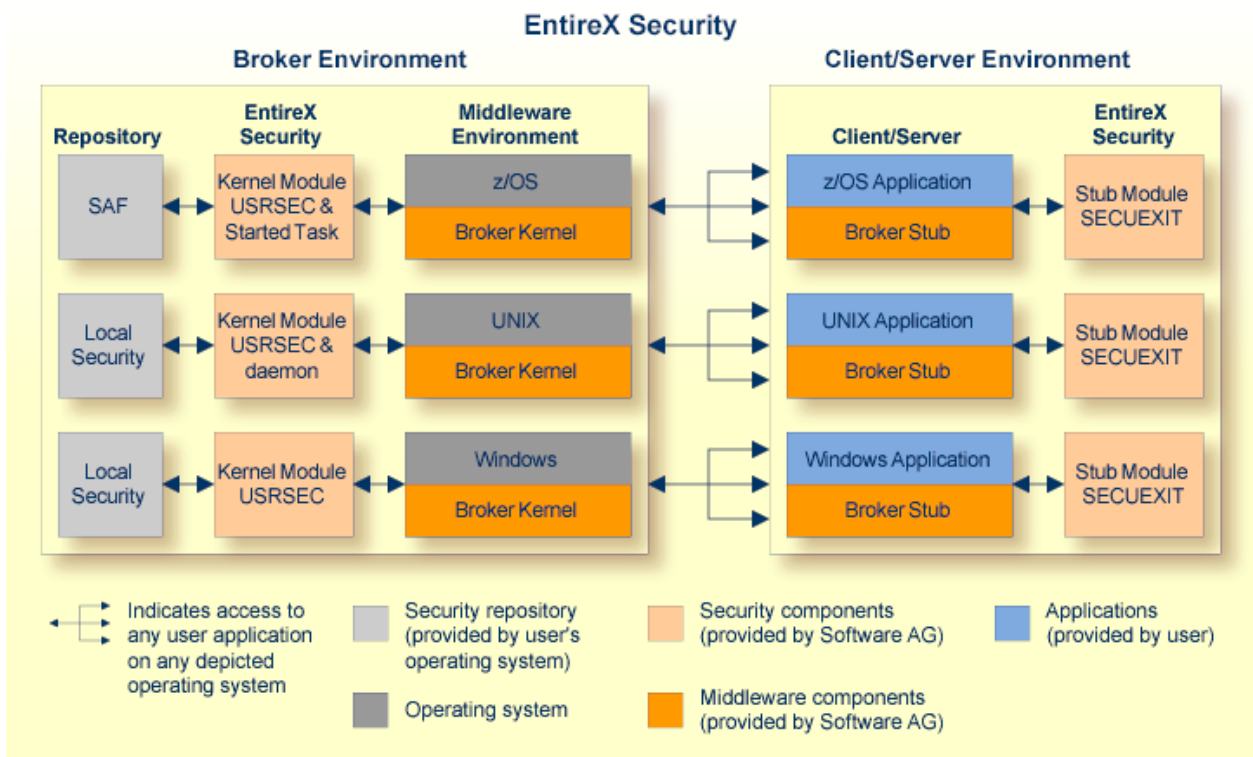 EntireX Security
Broker Environment
Client/Server Environment
Repository
EntireX
Security
Middleware
Environment
Client/Server
EntireX
Security
SAF
Kernel Module
USRSEC &
Started Task
z/OS
Broker Kernel
z/OS Application
Broker Stub
Stub Module
SECUEXIT
Local
Security
Kernel Module
USRSEC &
daemon
UNIX
Broker Kernel
UNIX Application
Broker Stub
Stub Module
SECUEXIT
Local
Security
Kernel Module
USRSEC
Windows
Broker Kernel
Windows Application
Broker Stub
Stub Module
SECUEXIT
Indicates access to
any user application
on any depicted
operating system
Security repository
(provided by user's
operating system)
Security components
(provided by Software AG)
Applications
(provided by user)
Operating system
Middleware components
(provided by Software AG)